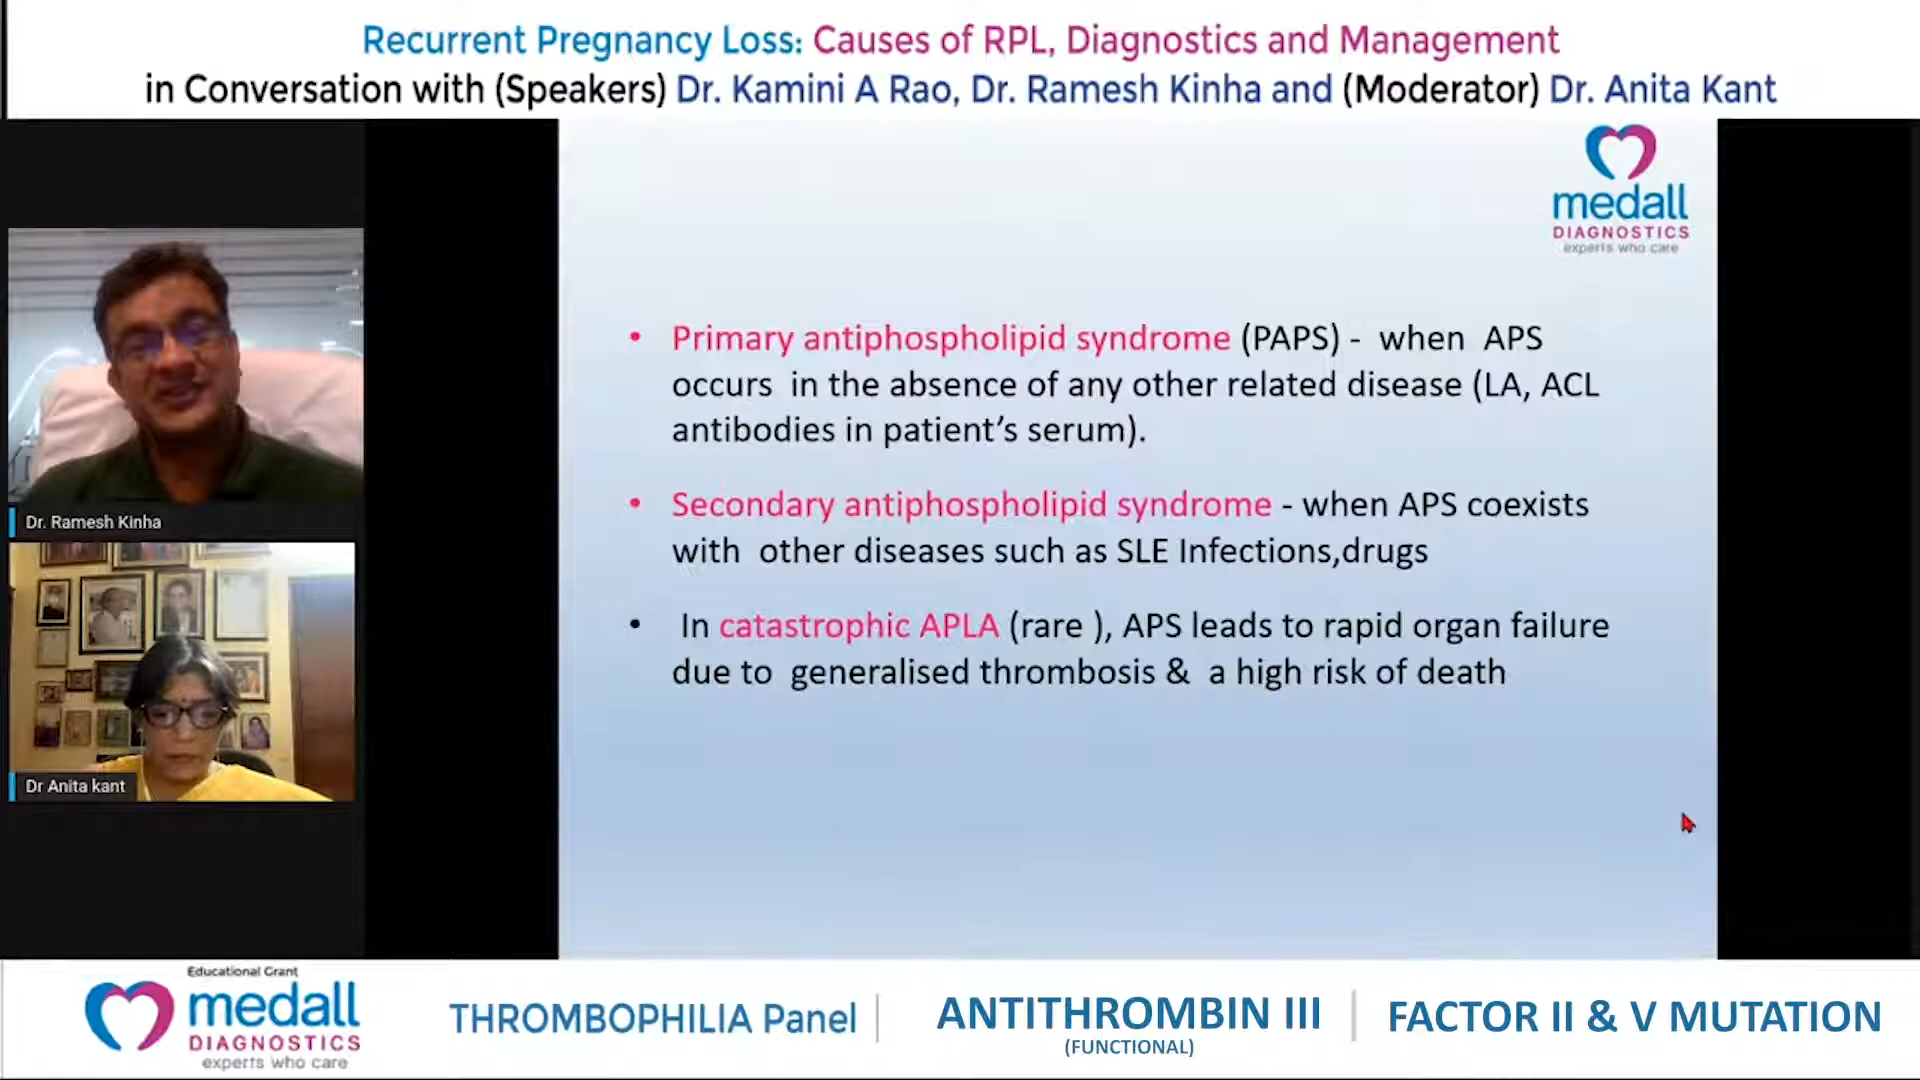 Recurrent Pregnancy Loss: Causes of RPL, Diagnostics and Management
in Conversation with (Speakers) Dr. Kamini A Rao, Dr. Ramesh Kinha and (Moderator) Dr. Anita Kant
medall
DIAGNOSTICS
experts who care
• Primary antiphospholipid syndrome (PAPS) - when APS
occurs in the absence of any other related disease (LA, ACL
antibodies in patient’s serum).
• Secondary antiphospholipid syndrome - when APS coexists
with other diseases such as SLE Infections,drugs
• In catastrophic APLA (rare ), APS leads to rapid organ failure
due to generalised thrombosis & a high risk of death
Dr. Ramesh Kinha
Dr Anita kant
Educational Grant
medall
DIAGNOSTICS
experts who care
THROMBOPHILIA Panel
ANTITHROMBIN III
(FUNCTIONAL)
FACTOR II & V MUTATION